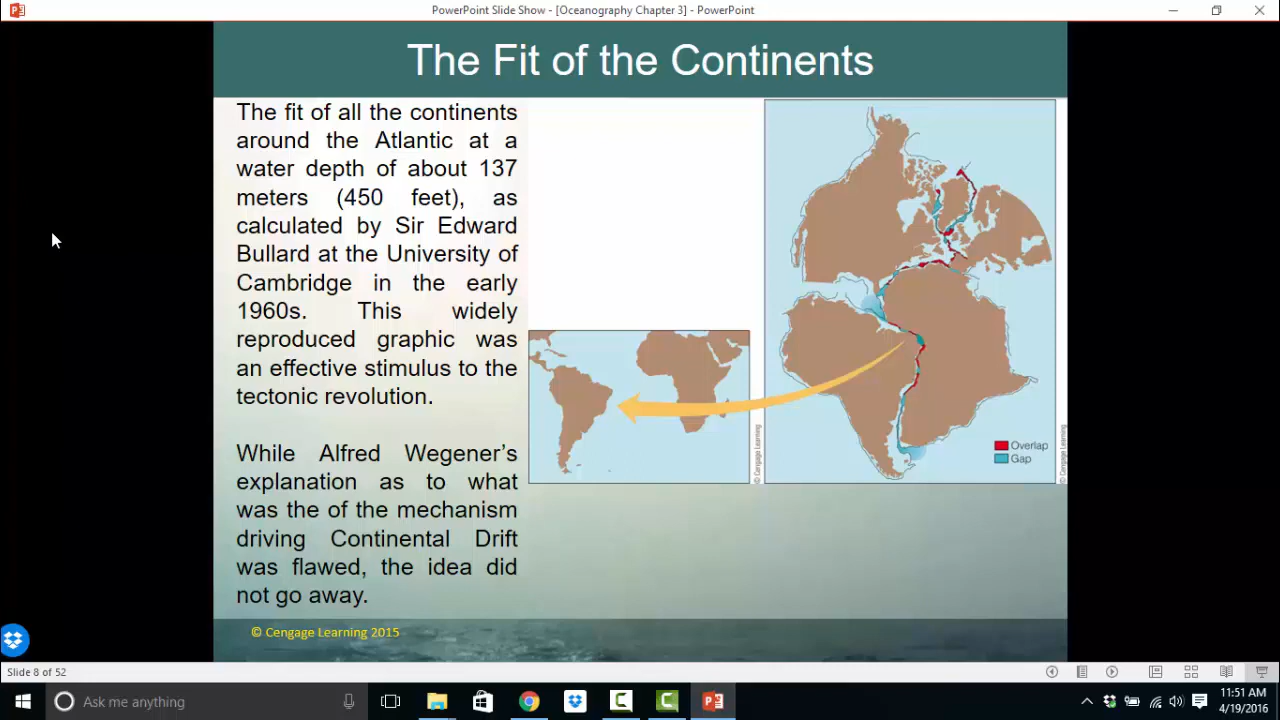 PowerPoint Slide Show - [Oceanography Chapter 3] - PowerPoint
The Fit of the Continents
The fit of all the continents
around the Atlantic at a
water depth of about 137
meters (450 feet), as
calculated by Sir Edward
Bullard at the University of
Cambridge in the early
1960s. This widely
reproduced graphic was
an effective stimulus to the
tectonic revolution.
While Alfred Wegener's
explanation as to what
was the of the mechanism
driving Continental Drift
was flawed, the idea did
not go away.
© Cengage Learning
Overlap
Gap
© Cengage Learning
© Cengage Learning 2015
Slide 8 of 52
Ask me anything
11:51 AM
4/19/2016